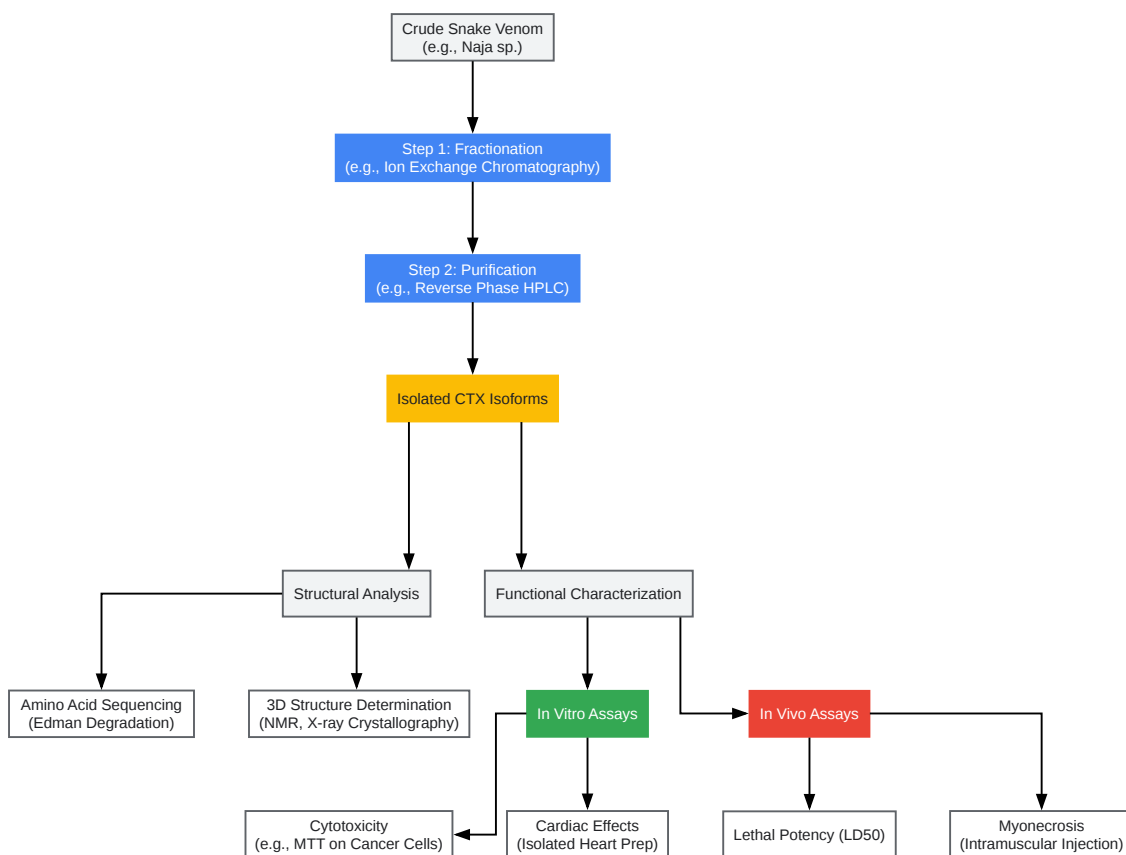 Crude Snake Venom
(e.g., Naja sp.)
Step 1: Fractionation
(e.g., Ion Exchange Chromatography)
Step 2: Purification
(e.g., Reverse Phase HPLC)
Isolated CTX Isoforms
Structural Analysis
Functional Characterization
Amino Acid Sequencing
(Edman Degradation)
3D Structure Determination
(NMR, X-ray Crystallography)
In Vitro Assays
In Vivo Assays
Cytotoxicity
(e.g., MTT on Cancer Cells)
Cardiac Effects
(Isolated Heart Prep)
Lethal Potency (LD50)
Myonecrosis
(Intramuscular Injection)